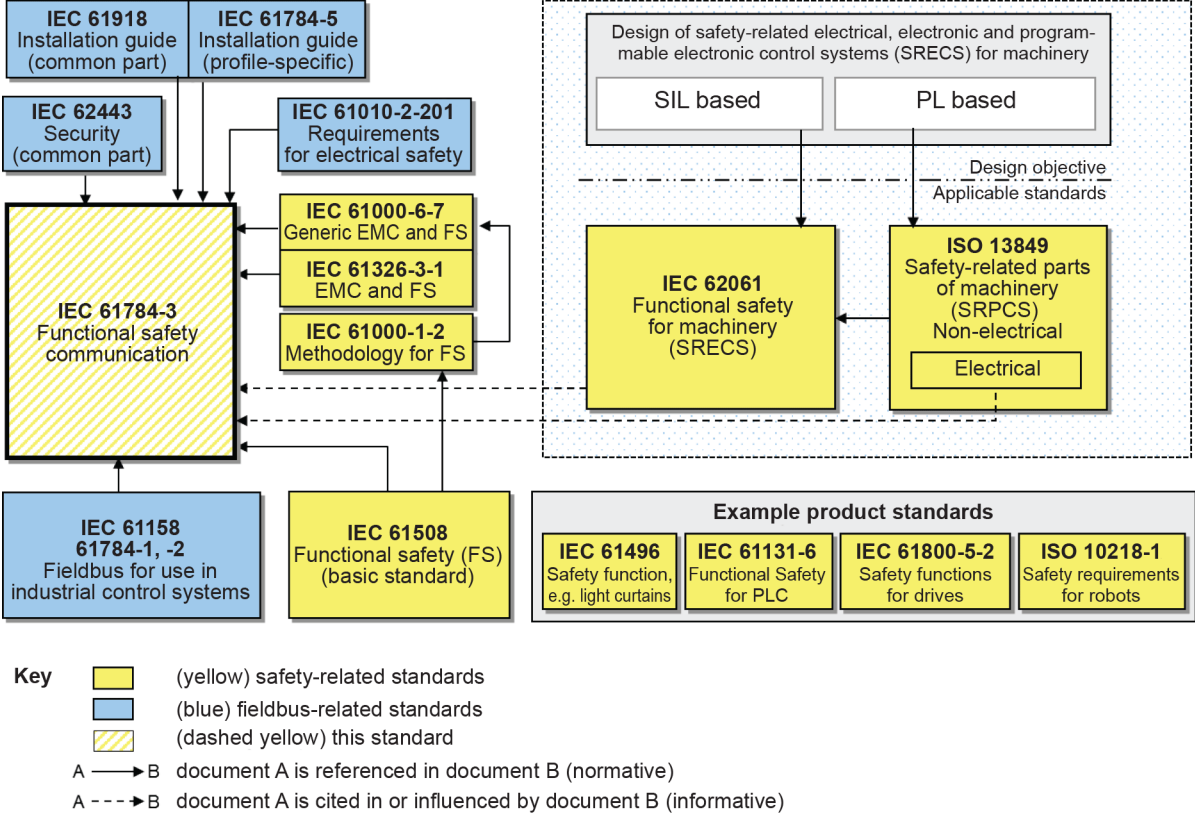 IEC 61918
Installation guide
(common part)
IEC 61784-5
Installation guide
(profile-specific)
IEC 62443
Security
(common part)
IEC 61010-2-201
Requirements
for electrical safety
IEC 61000-6-7
Generic EMC and FS
IEC 61326-3-1
EMC and FS
IEC 61000-1-2
Methodology for FS
IEC 61784-3
Functional safety
communication
Design of safety-related electrical, electronic and program-
mable electronic control systems (SRECS) for machinery
SIL based
PL based
Design objective
Applicable standards
IEC 62061
Functional safety
for machinery
(SRECS)
ISO 13849
Safety-related parts
of machinery
(SRPCS)
Non-electrical
Electrical
IEC 61158
61784-1, -2
Fieldbus for use in
industrial control systems
IEC 61508
Functional safety (FS)
(basic standard)
Example product standards
IEC 61496
Safety function,
e.g. light curtains
IEC 61131-6
Functional Safety
for PLC
IEC 61800-5-2
Safety functions
for drives
ISO 10218-1
Safety requirements
for robots
Key
(yellow) safety-related standards
(blue) fieldbus-related standards
(dashed yellow) this standard
A B document A is referenced in document B (normative)
A B document A is cited in or influenced by document B (informative)